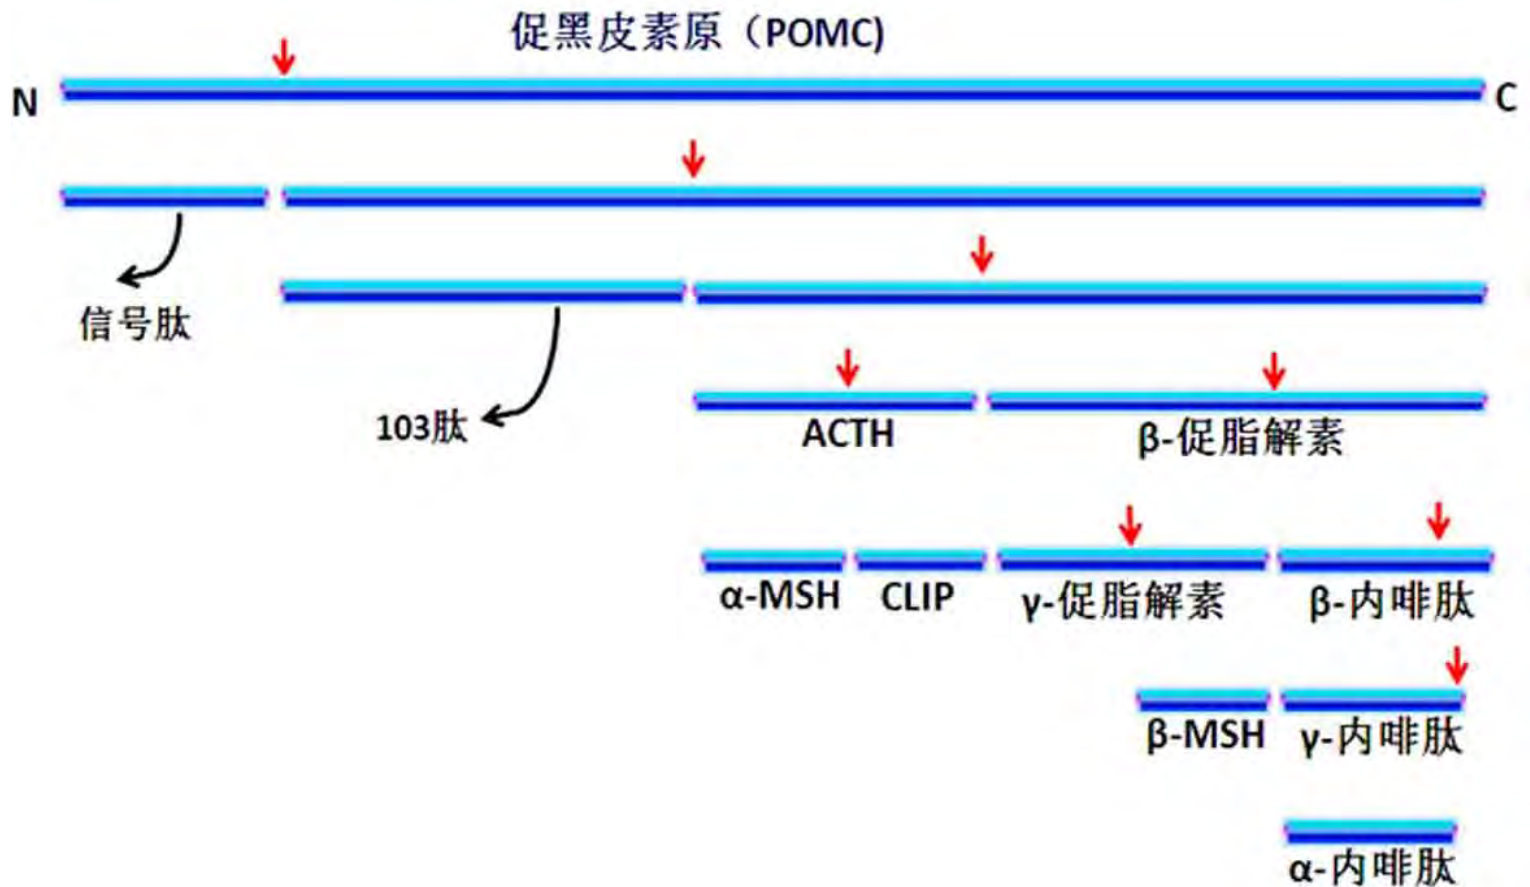 促黑皮素原（POMC)
N
C
信号肽
103肽
ACTH
β-促脂解素
α-MSH
CLIP
γ-促脂解素
β-内啡肽
β-MSH
γ-内啡肽
α-内啡肽